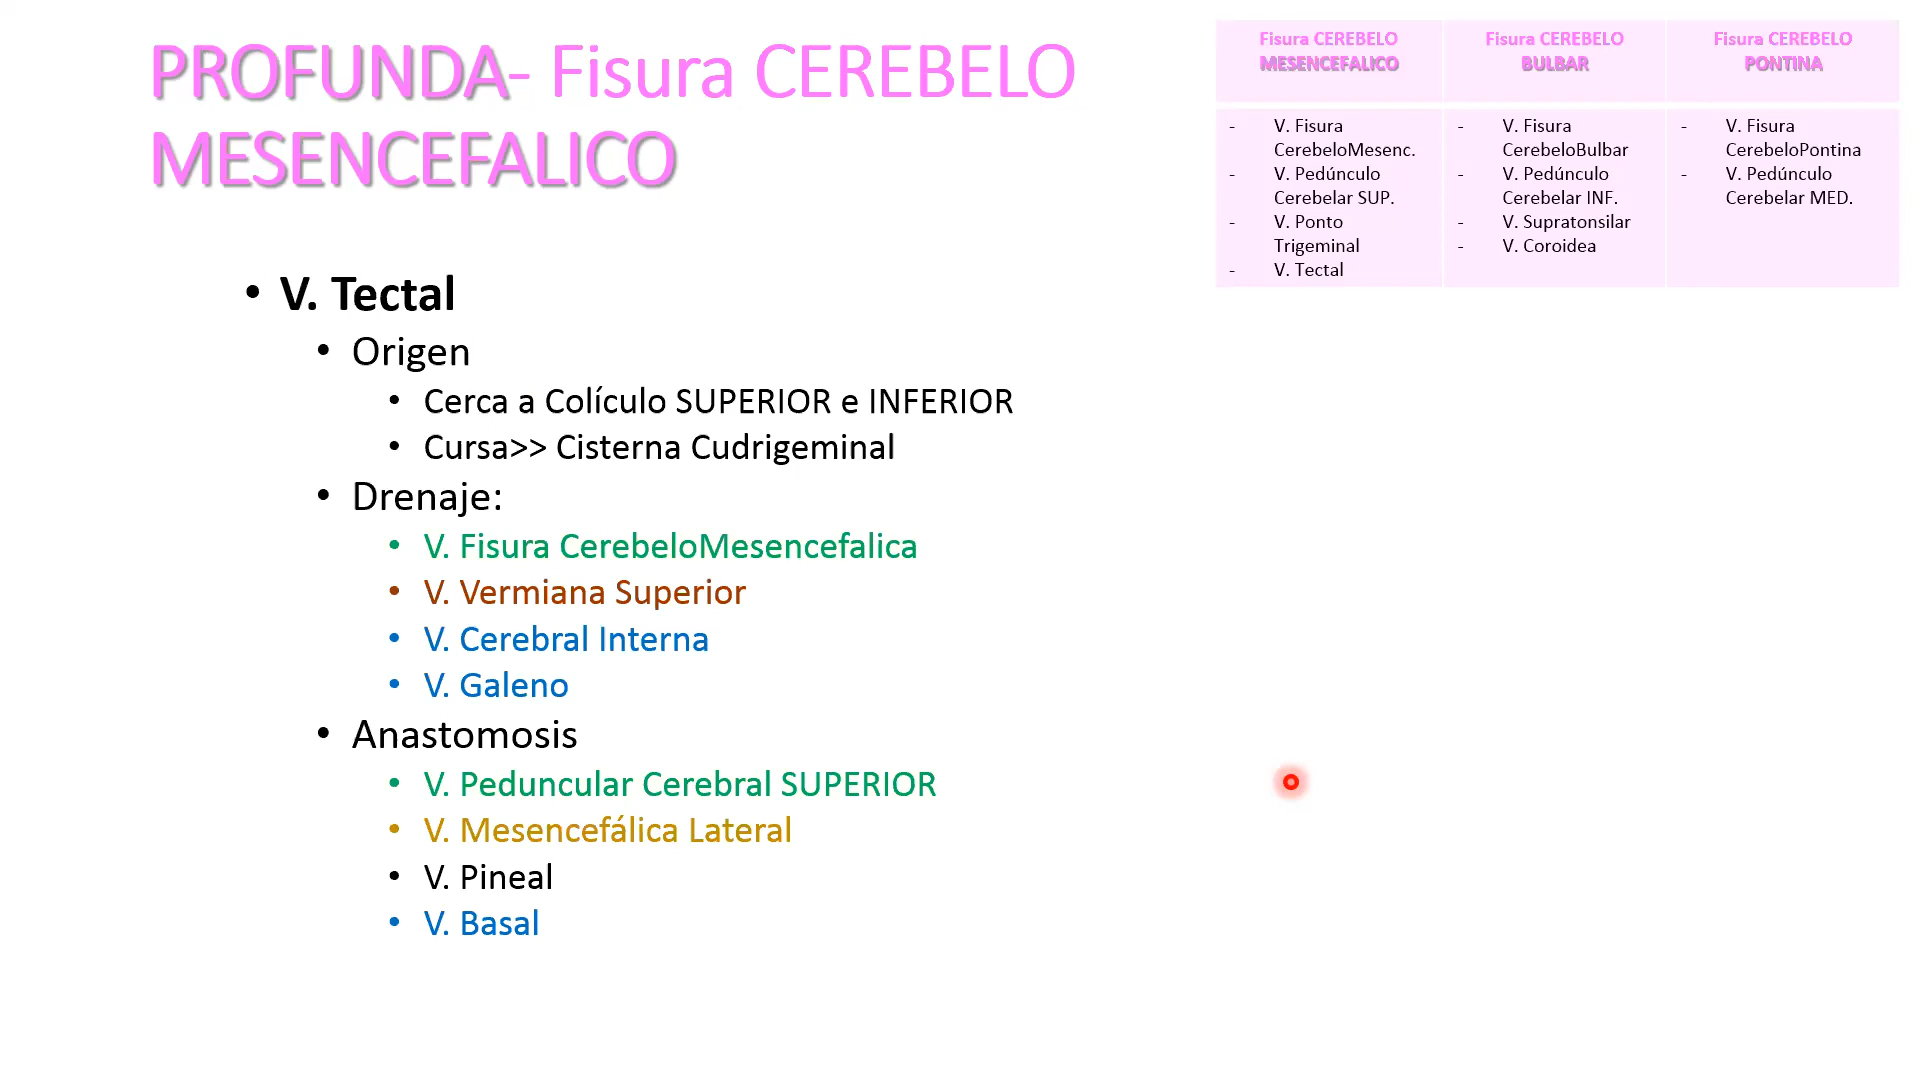 PROFUNDA- Fisura CEREBELO
MESENCEFALICO
• V. Tectal
• Origen
• Cerca a Colículo SUPERIOR e INFERIOR
• Cursa>> Cisterna Cudrigeminal
• Drenaje:
• V. Fisura CerebeloMesencefalica
• V. Vermiana Superior
• V. Cerebral Interna
• V. Galeno
• Anastomosis
• V. Peduncular Cerebral SUPERIOR
• V. Mesencefálica Lateral
• V. Pineal
• V. Basal
Fisura CEREBELO
MESENCEFALICO
- V. Fisura
CerebeloMesenc.
- V. Pedúnculo
Cerebelar SUP.
- V. Ponto
Trigeminal
- V. Tectal
Fisura CEREBELO
BULBAR
- V. Fisura
CerebeloBulbar
- V. Pedúnculo
Cerebelar INF.
- V. Supratonsilar
- V. Coroidea
Fisura CEREBELO
PONTINA
- V. Fisura
CerebeloPontina
- V. Pedúnculo
Cerebelar MED.